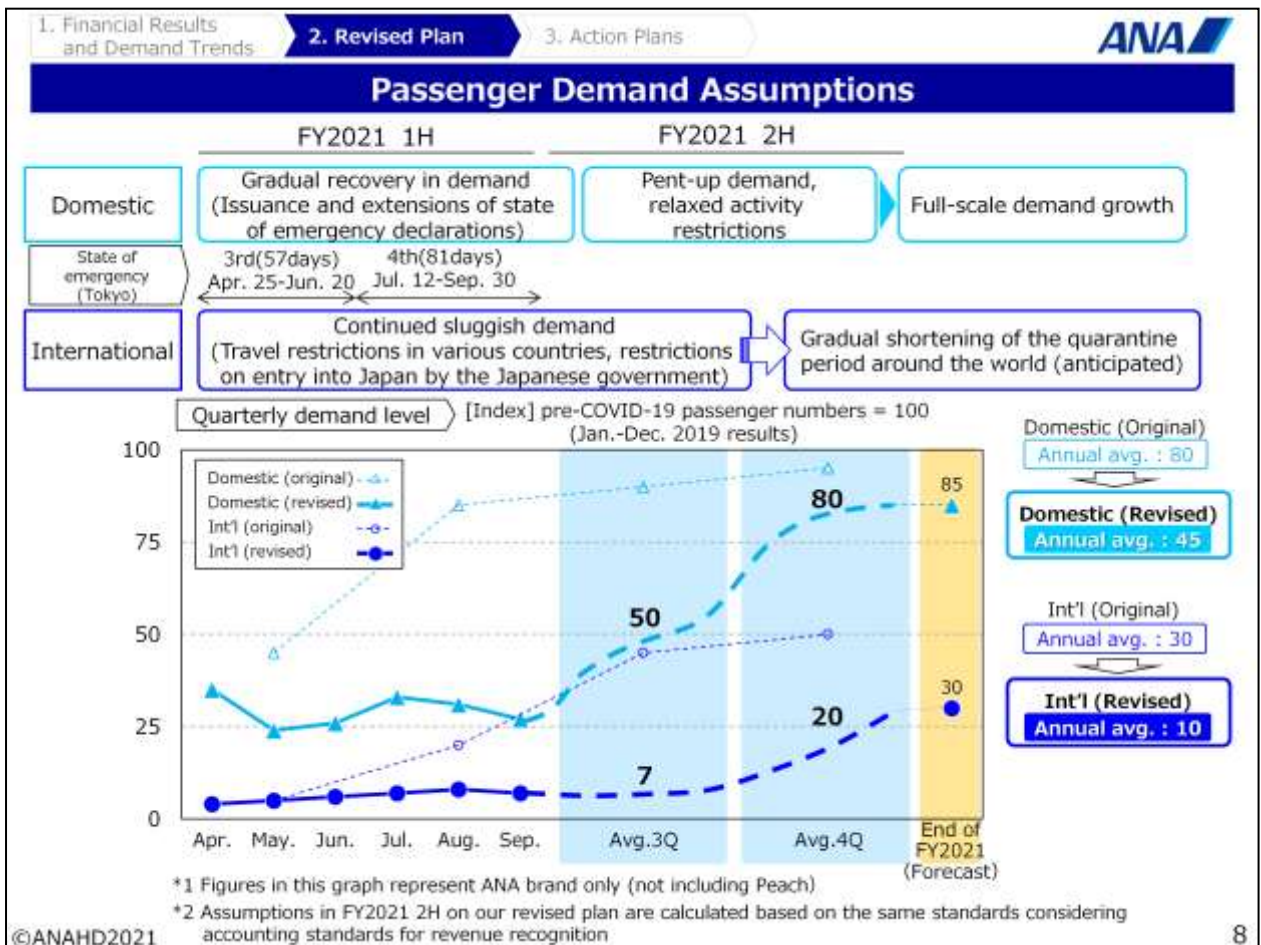 1. Financial Results
and Demand Trends
2. Revised Plan
3. Action Plans
ANA
Passenger Demand Assumptions
FY2021 1H
FY2021 2H
Domestic
Gradual recovery in demand
(Issuance and extensions of state
of emergency declarations)
Pent-up demand,
relaxed activity
restrictions
Full-scale demand growth
State of
emergency
(Tokyo)
3rd(57days)
Apr. 25-Jun. 20
4th(81days)
Jul. 12-Sep. 30
International
Continued sluggish demand
(Travel restrictions in various countries, restrictions
on entry into Japan by the Japanese government)
Gradual shortening of the quarantine
period around the world (anticipated)
Quarterly demand level
[Index] pre-COVID-19 passenger numbers = 100
(Jan.-Dec. 2019 results)
100
75
50
25
0
Domestic (original)
Domestic (revised)
Int'l (original)
Int'l (revised)
50
80
85
7
20
30
Apr. May. Jun. Jul. Aug. Sep. Avg.3Q Avg.4Q
End of
FY2021
(Forecast)
Domestic (Original)
Annual avg. : 80
Domestic (Revised)
Annual avg. : 45
Int'l (Original)
Annual avg. : 30
Int'l (Revised)
Annual avg. : 10
*1 Figures in this graph represent ANA brand only (not including Peach)
*2 Assumptions in FY2021 2H on our revised plan are calculated based on the same standards considering
accounting standards for revenue recognition
©ANAHD2021
8